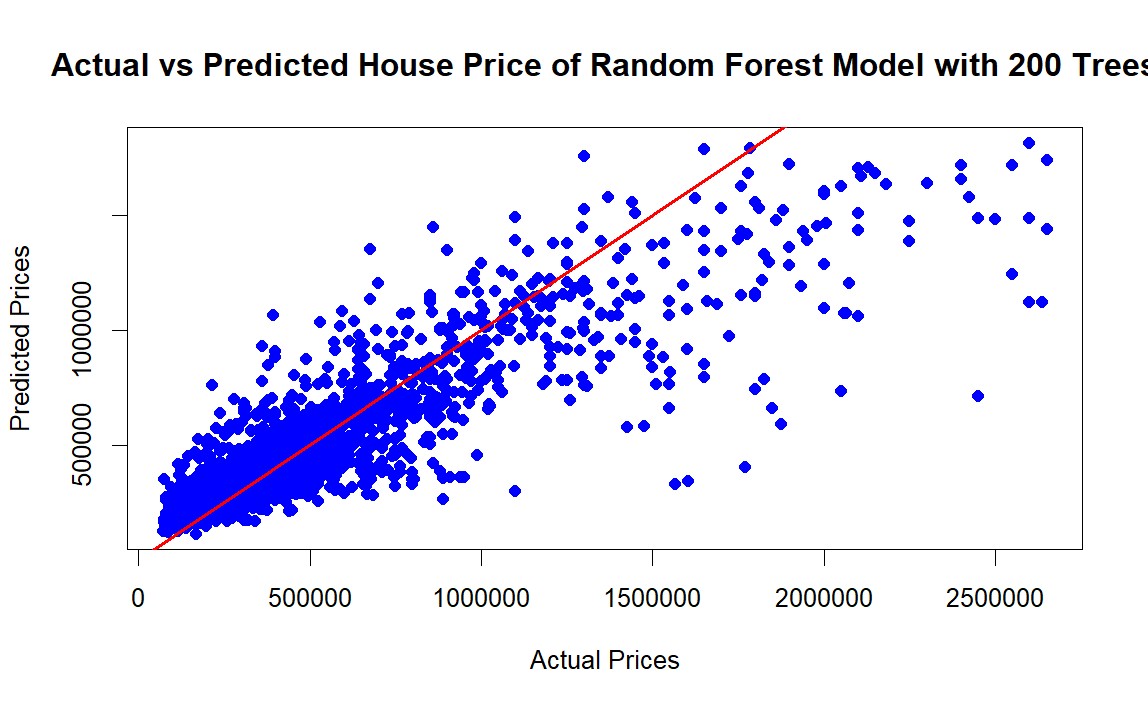 Actual vs Predicted House Price of Random Forest Model with 200 Trees
Predicted Prices
1000000
500000
0 500000 1000000 1500000 2000000 2500000
Actual Prices